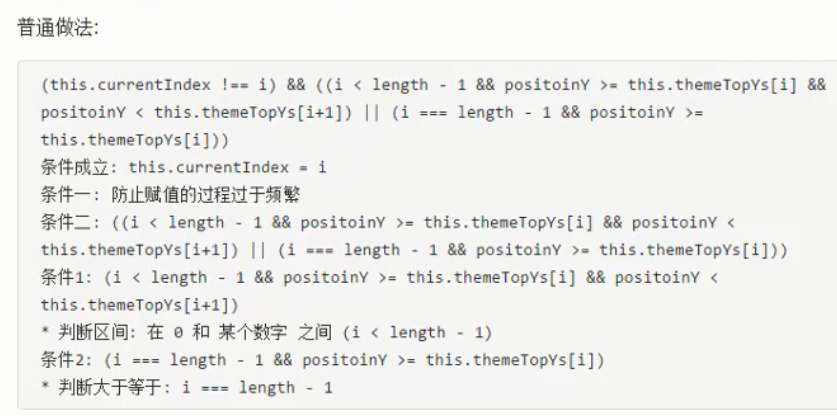 普通做法:
(this.currentIndex !== i) && ((i < length - 1 && positoinY >= this.themeTopYs[i] &&
positoinY < this.themeTopYs[i+1]) || (i === length - 1 && positoinY >=
this.themeTopYs[i]))
条件成立: this.currentIndex = i
条件一: 防止赋值的过程过于频繁
条件二: ((i < length - 1 && positoinY >= this.themeTopYs[i] && positoinY <
this.themeTopYs[i+1]) || (i === length - 1 && positoinY >= this.themeTopYs[i]))
条件1: (i < length - 1 && positoinY >= this.themeTopYs[i] && positoinY <
this.themeTopYs[i+1])
* 判断区间: 在 0 和 某个数字 之间 (i < length - 1)
条件2: (i === length - 1 && positoinY >= this.themeTopYs[i])
* 判断大于等于: i === length - 1